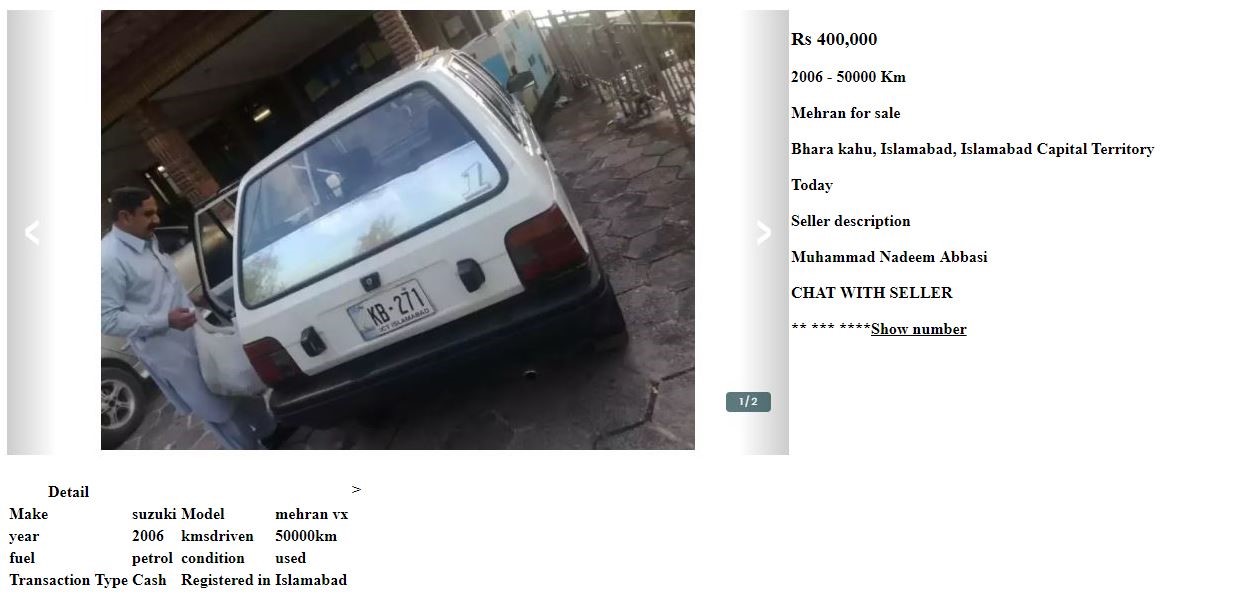 Rs 400,000
2006 - 50000 Km
Mehran for sale
Bhara kahu, Islamabad, Islamabad Capital Territory
Today
Seller description
Muhammad Nadeem Abbasi
CHAT WITH SELLER
** *** ****Show number
KB-271
ICT ISLAMABAD
1/2
Detail >
Make suzuki Model mehran vx
year 2006 kmsdriven 50000km
fuel petrol condition used
Transaction Type Cash Registered in Islamabad